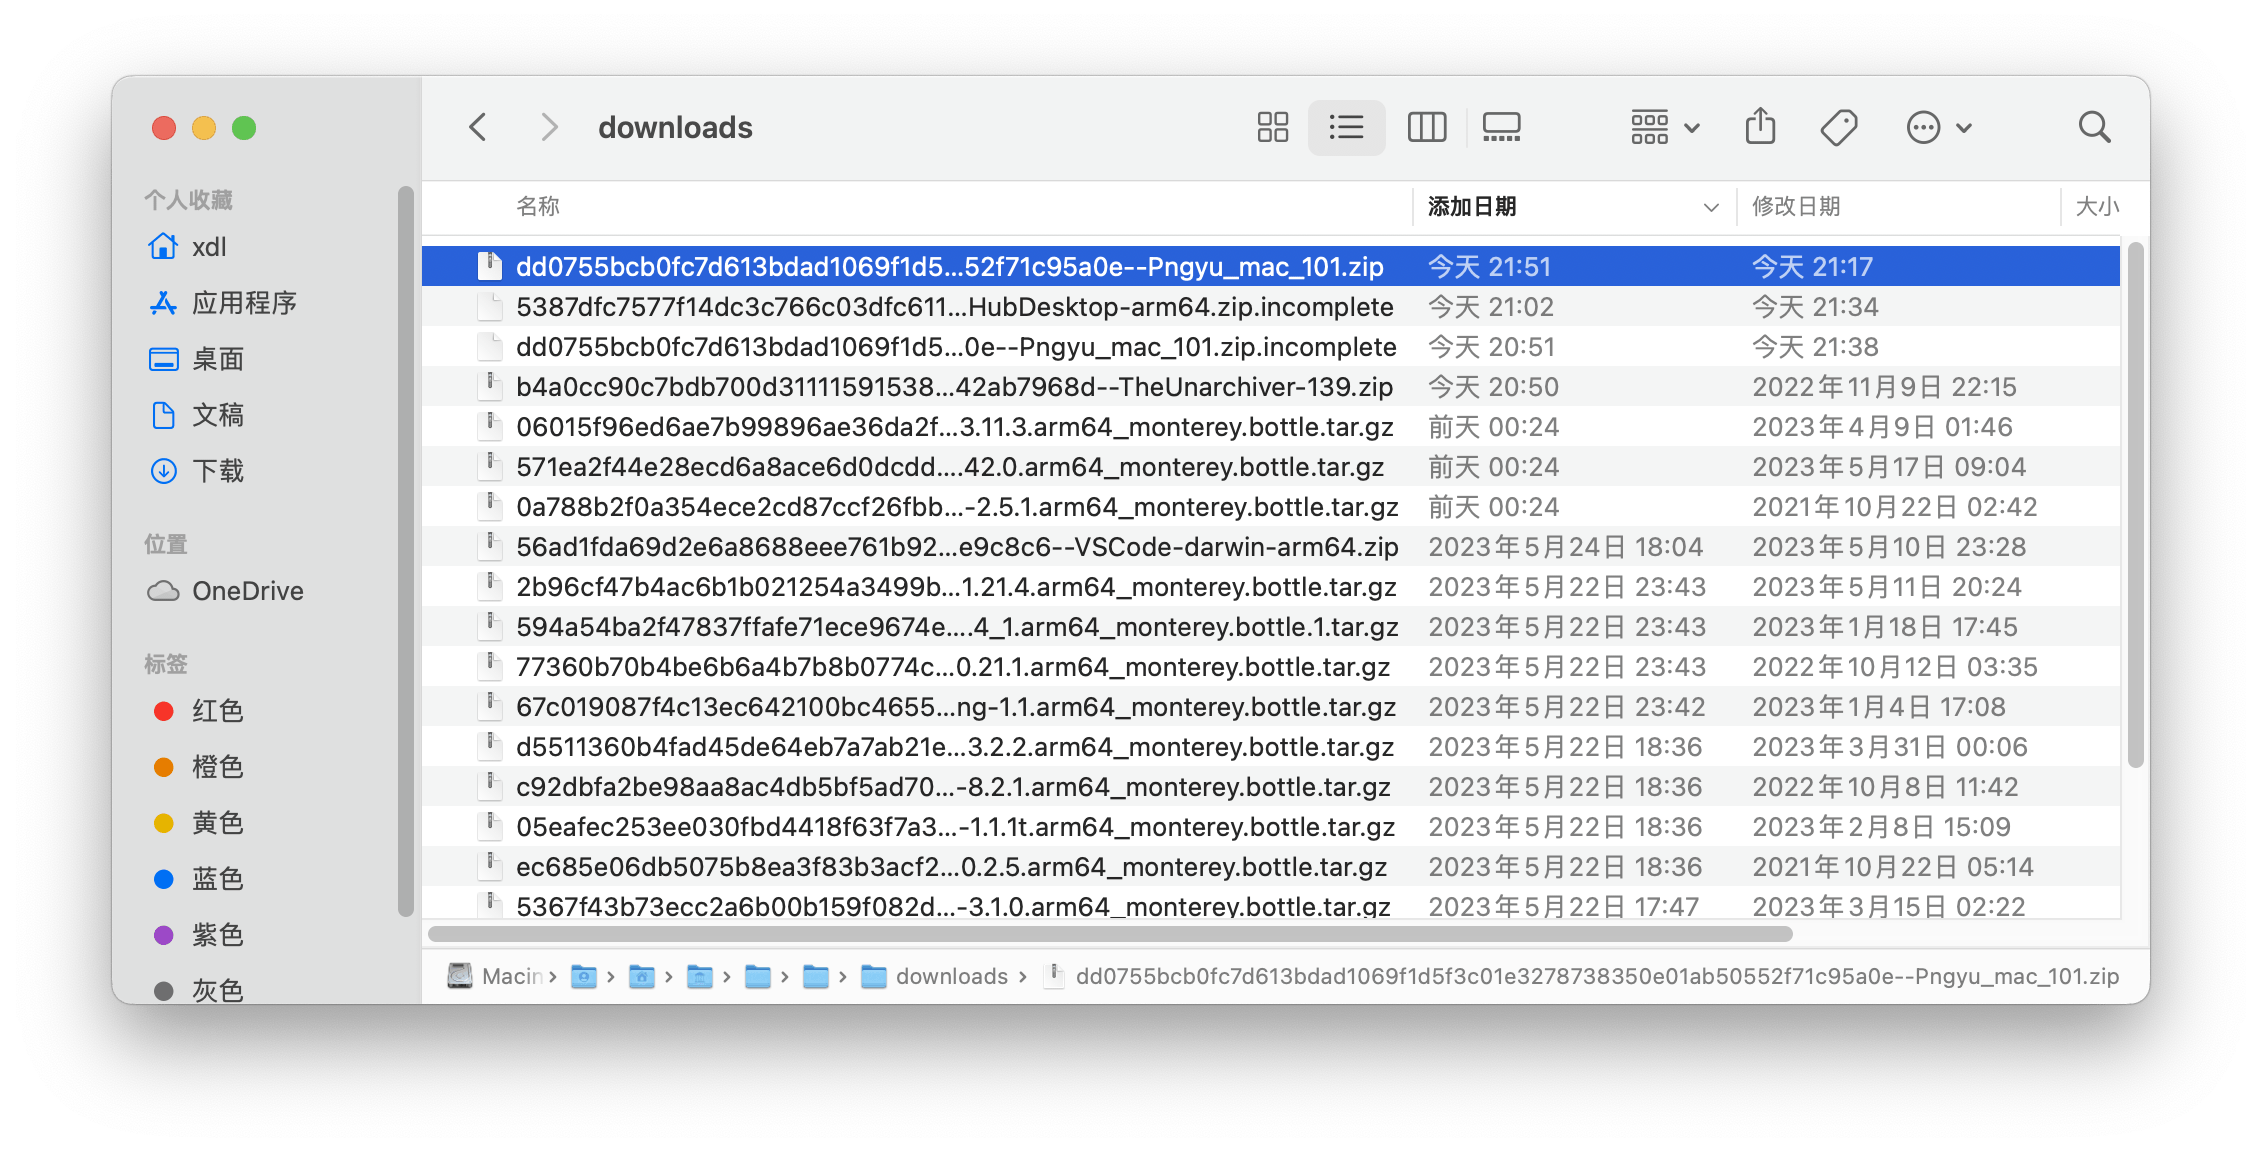 downloads
个人收藏
xdl
应用程序
桌面
文稿
下载
位置
OneDrive
标签
红色
橙色
黄色
蓝色
紫色
灰色
名称 添加日期 修改日期 大小
dd0755bcb0fc7d613bdad1069f1d5...52f71c95a0e--Pngyu_mac_101.zip 今天 21:51 今天 21:17
5387dfc7577f14dc3c766c03dfc611...HubDesktop-arm64.zip.incomplete 今天 21:02 今天 21:34
dd0755bcb0fc7d613bdad1069f1d5...0e--Pngyu_mac_101.zip.incomplete 今天 20:51 今天 21:38
b4a0cc90c7bdb700d31111591538...42ab7968d--TheUnarchiver-139.zip 今天 20:50 2022年11月9日 22:15
06015f96ed6ae7b99896ae36da2f...3.11.3.arm64_monterey.bottle.tar.gz 前天 00:24 2023年4月9日 01:46
571ea2f44e28ecd6a8ace6d0dcdd....42.0.arm64_monterey.bottle.tar.gz 前天 00:24 2023年5月17日 09:04
0a788b2f0a354ece2cd87ccf26fbb...-2.5.1.arm64_monterey.bottle.tar.gz 前天 00:24 2021年10月22日 02:42
56ad1fda69d2e6a8688eee761b92...e9c8c6--VSCode-darwin-arm64.zip 2023年5月24日 18:04 2023年5月10日 23:28
2b96cf47b4ac6b1b021254a3499b...1.21.4.arm64_monterey.bottle.tar.gz 2023年5月22日 23:43 2023年5月11日 20:24
594a54ba2f47837ffafe71ece9674e....4_1.arm64_monterey.bottle.1.tar.gz 2023年5月22日 23:43 2023年1月18日 17:45
77360b70b4be6b6a4b7b8b0774c...0.21.1.arm64_monterey.bottle.tar.gz 2023年5月22日 23:43 2022年10月12日 03:35
67c019087f4c13ec642100bc4655...ng-1.1.arm64_monterey.bottle.tar.gz 2023年5月22日 23:42 2023年1月4日 17:08
d5511360b4fad45de64eb7a7ab21e...3.2.2.arm64_monterey.bottle.tar.gz 2023年5月22日 18:36 2023年3月31日 00:06
c92dbfa2be98aa8ac4db5bf5ad70...-8.2.1.arm64_monterey.bottle.tar.gz 2023年5月22日 18:36 2022年10月8日 11:42
05eafec253ee030fbd4418f63f7a3...-1.1.1t.arm64_monterey.bottle.tar.gz 2023年5月22日 18:36 2023年2月8日 15:09
ec685e06db5075b8ea3f83b3acf2...0.2.5.arm64_monterey.bottle.tar.gz 2023年5月22日 18:36 2021年10月22日 05:14
5367f43b73ecc2a6b00b159f082d...-3.1.0.arm64_monterey.bottle.tar.gz 2023年5月22日 17:47 2023年3月15日 02:22
Macin › › › › › › downloads › dd0755bcb0fc7d613bdad1069f1d5f3c01e3278738350e01ab50552f71c95a0e--Pngyu_mac_101.zip